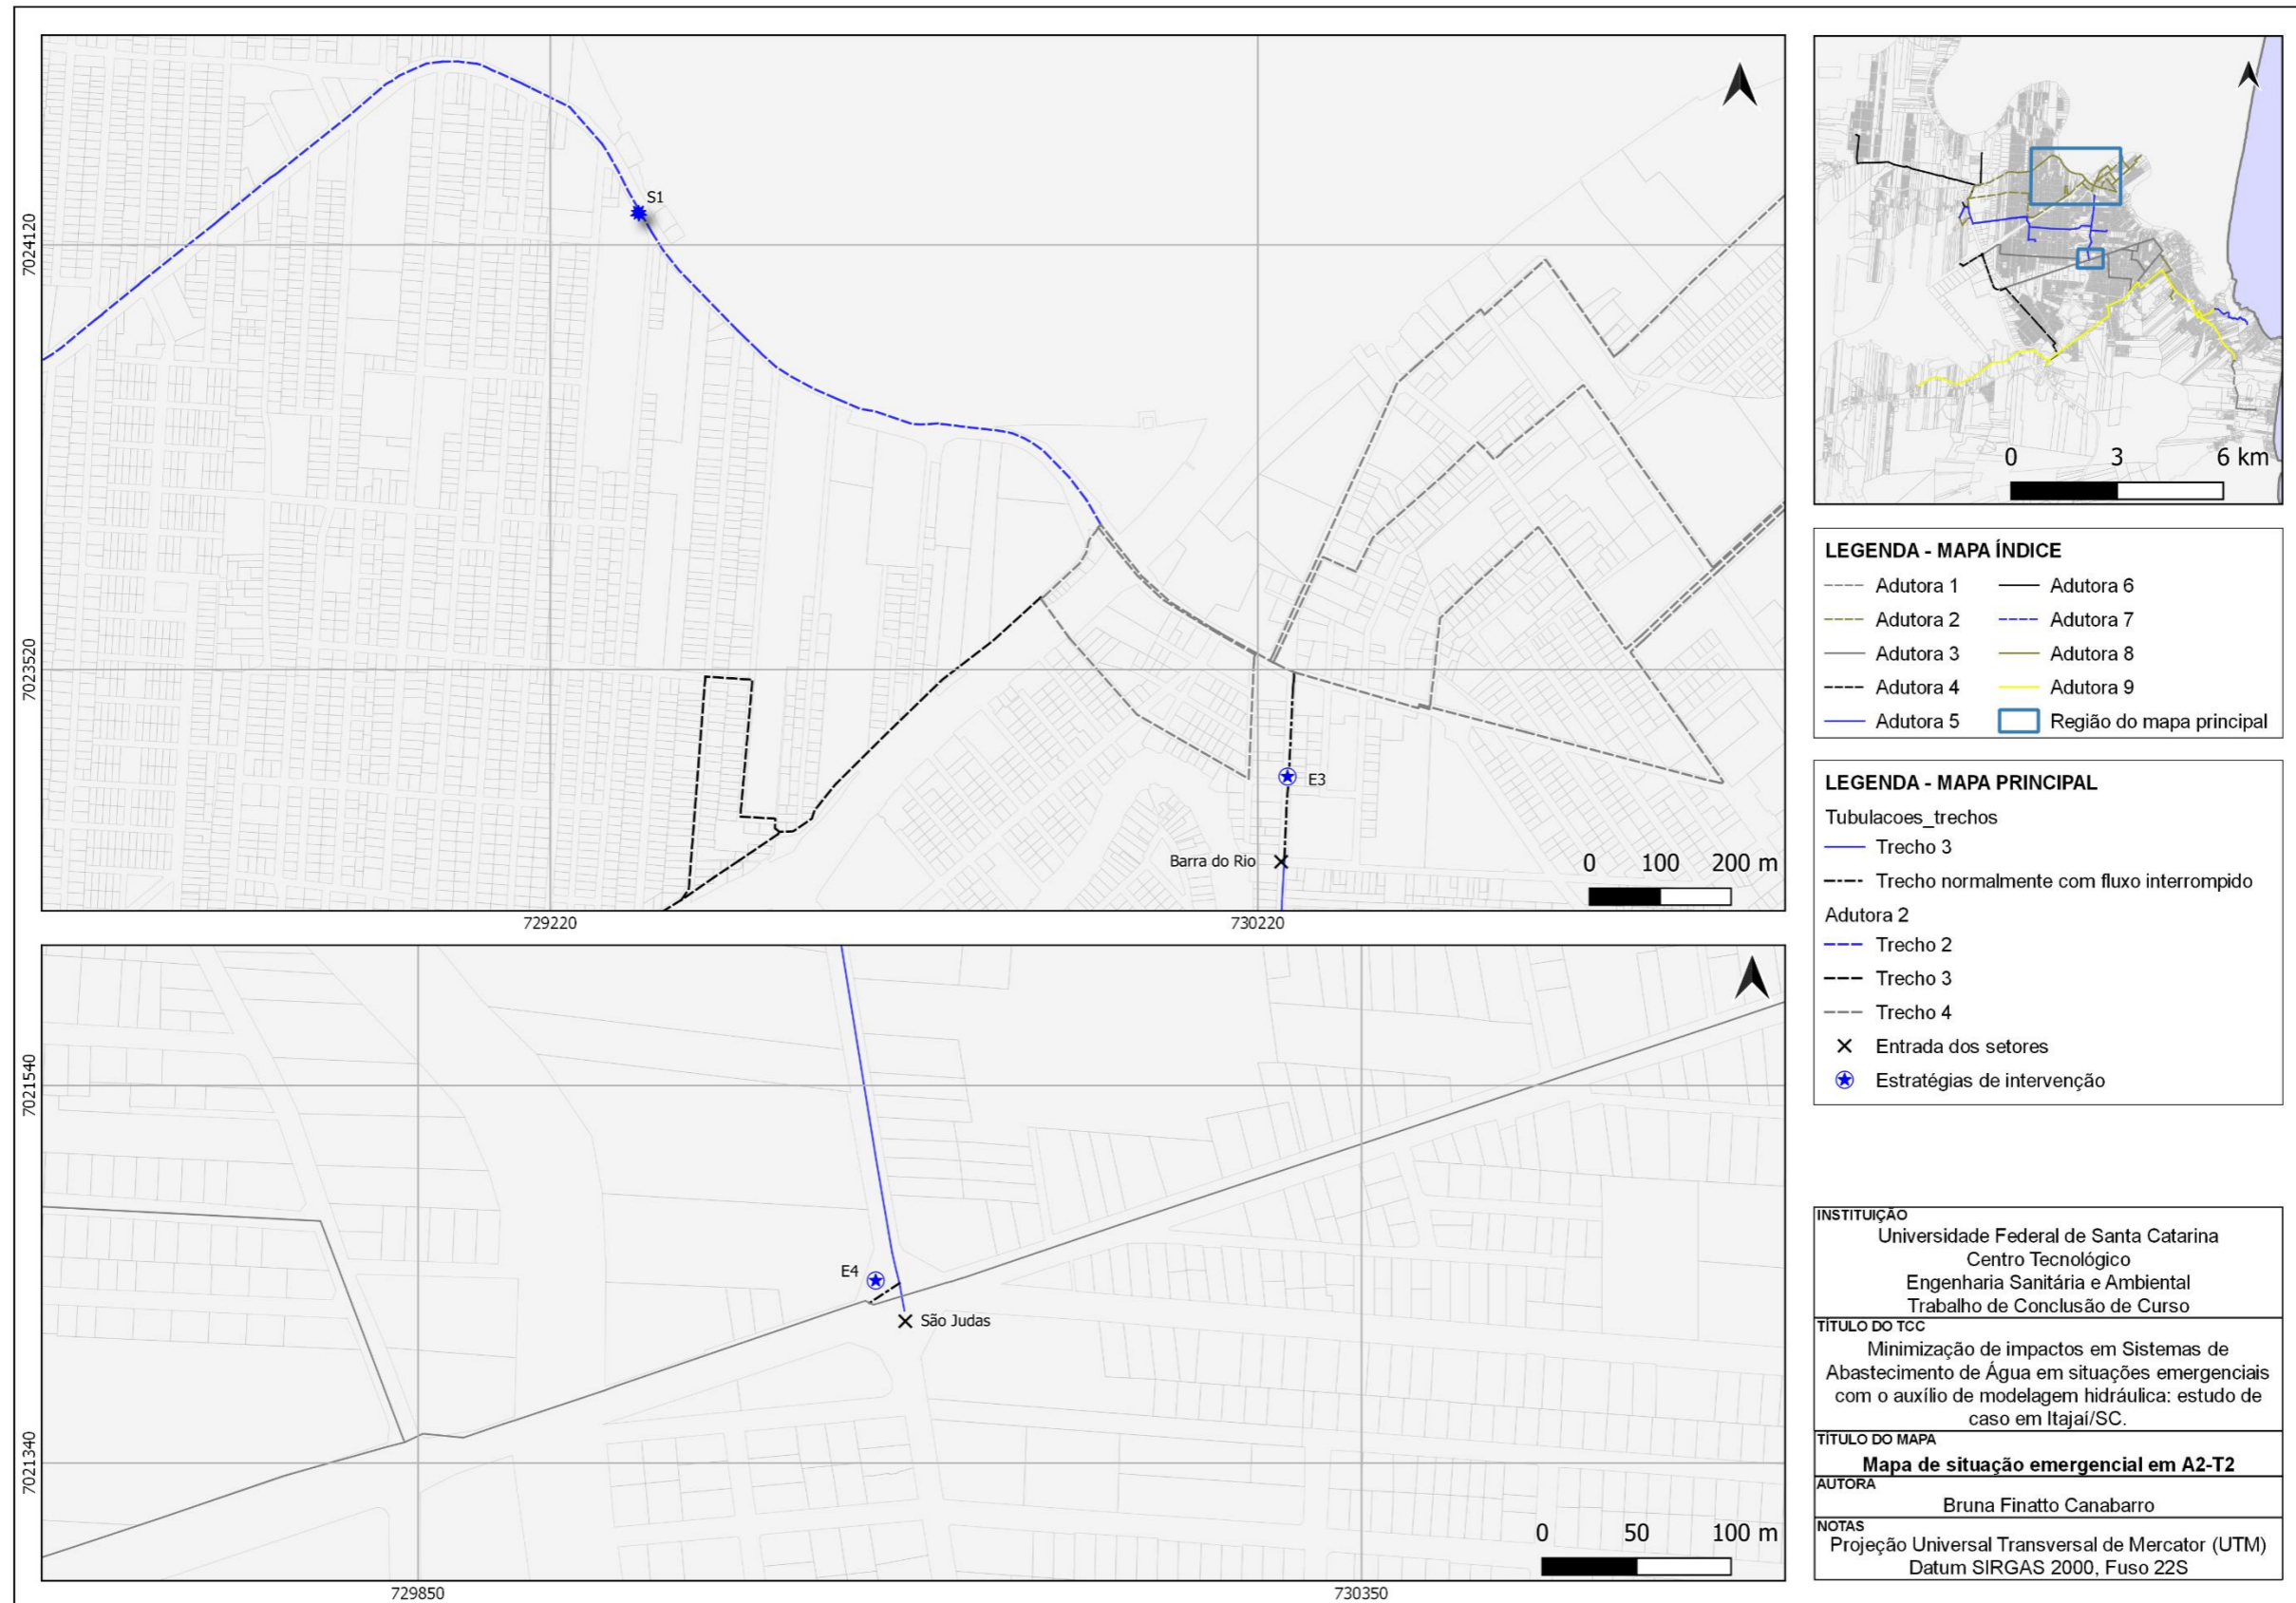 S1
E3
Barra do Rio
0 100 200 m
7024120
7023520
729220
730220
E4
São Judas
0 50 100 m
7021540
7021340
729850
730350
0 3 6 km
LEGENDA - MAPA ÍNDICE
Adutora 1
Adutora 2
Adutora 3
Adutora 4
Adutora 5
Adutora 6
Adutora 7
Adutora 8
Adutora 9
Região do mapa principal
LEGENDA - MAPA PRINCIPAL
Tubulacoes_trechos
Trecho 3
Trecho normalmente com fluxo interrompido
Adutora 2
Trecho 2
Trecho 3
Trecho 4
Entrada dos setores
Estratégias de intervenção
INSTITUIÇÃO
Universidade Federal de Santa Catarina
Centro Tecnológico
Engenharia Sanitária e Ambiental
Trabalho de Conclusão de Curso
TÍTULO DO TCC
Minimização de impactos em Sistemas de
Abastecimento de Água em situações emergenciais
com o auxílio de modelagem hidráulica: estudo de
caso em Itajaí/SC.
TÍTULO DO MAPA
Mapa de situação emergencial em A2-T2
AUTORA
Bruna Finatto Canabarro
NOTAS
Projeção Universal Transversal de Mercator (UTM)
Datum SIRGAS 2000, Fuso 22S